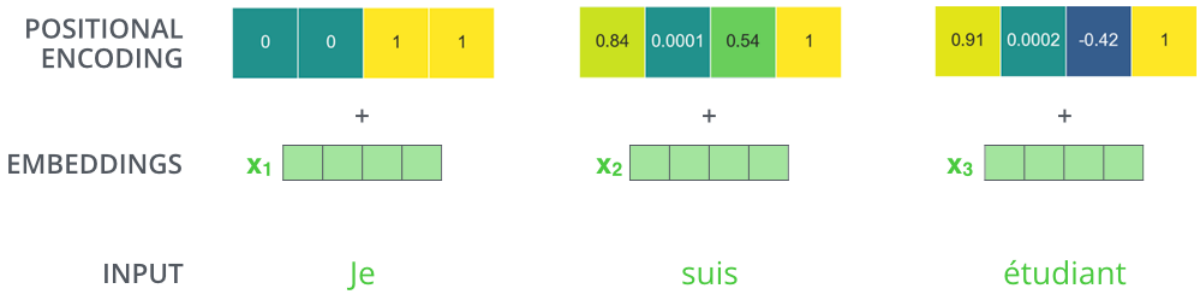 POSITIONAL ENCODING
0 0 1 1
0.84 0.0001 0.54 1
0.91 0.0002 -0.42 1
+ + +
EMBEDDINGS x1 x2 x3
INPUT Je suis étudiant